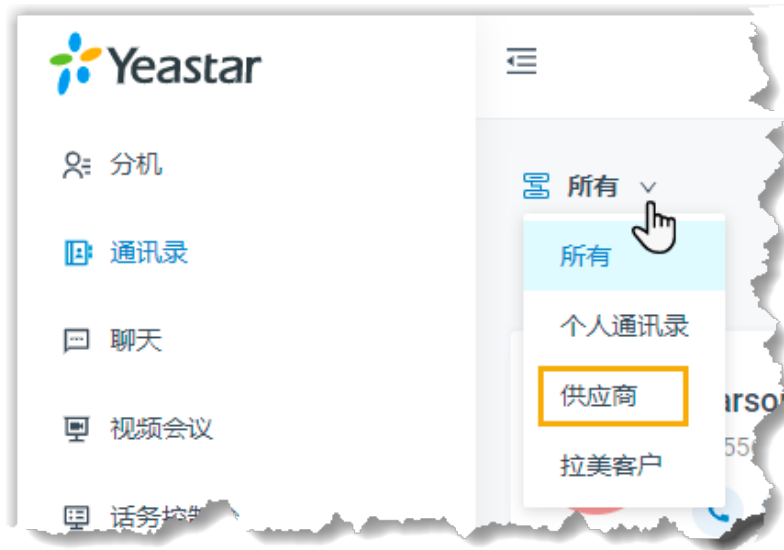 Yeastar
分机
通讯录
聊天
视频会议
所有
所有
个人通讯录
供应商
拉美客户